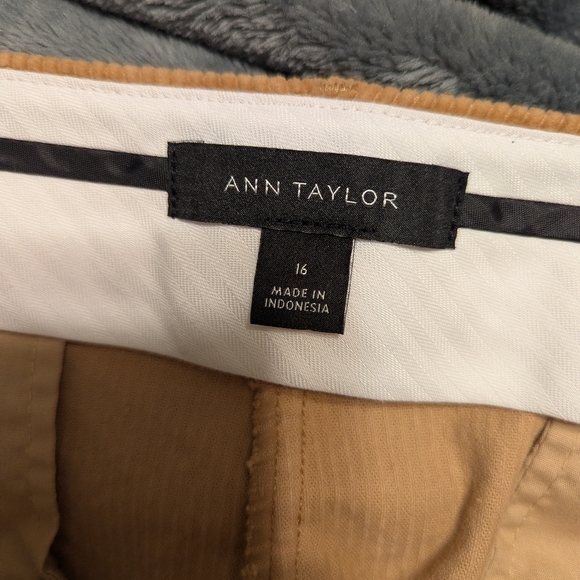 ANN TAYLOR
16
MADE IN
INDONESIA